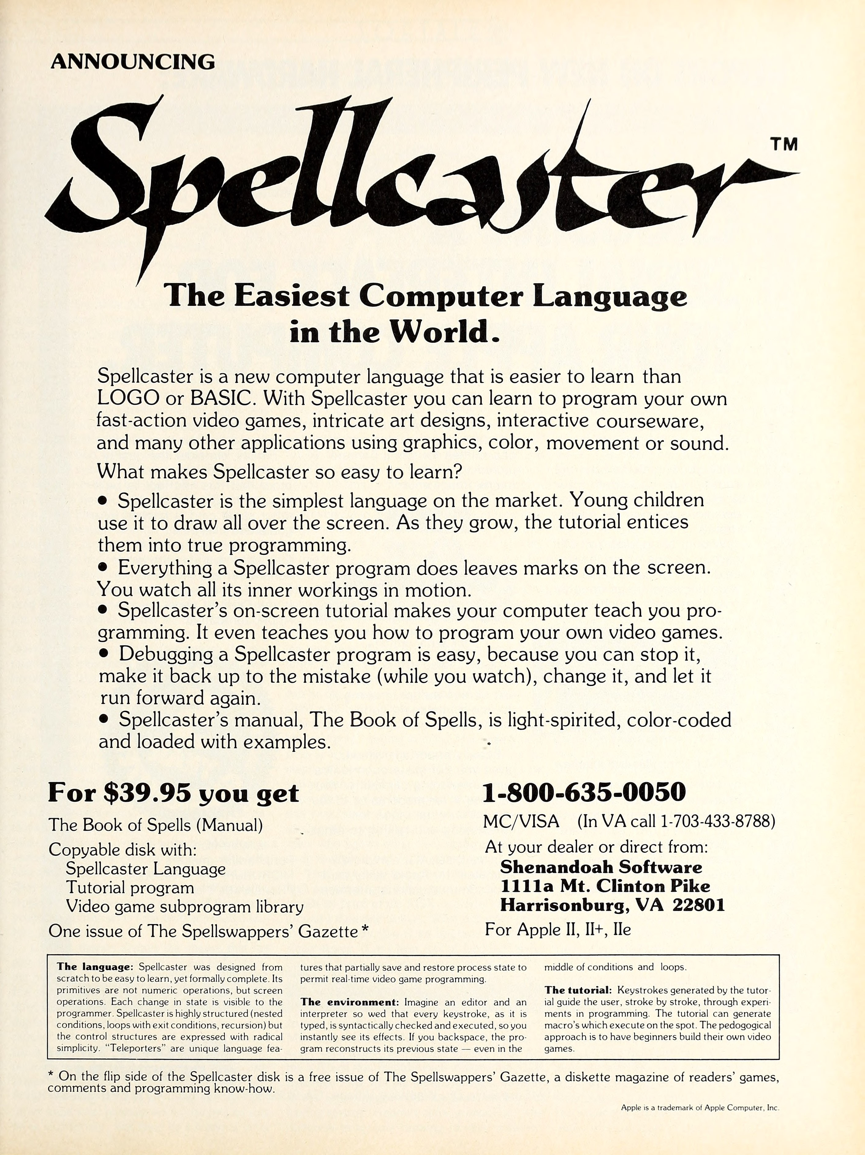 ANNOUNCING
Spellcaster™
The Easiest Computer Language
in the World.
Spellcaster is a new computer language that is easier to learn than
LOGO or BASIC. With Spellcaster you can learn to program your own
fast-action video games, intricate art designs, interactive courseware,
and many other applications using graphics, color, movement or sound.
What makes Spellcaster so easy to learn?
• Spellcaster is the simplest language on the market. Young children
use it to draw all over the screen. As they grow, the tutorial entices
them into true programming.
• Everything a Spellcaster program does leaves marks on the screen.
You watch all its inner workings in motion.
• Spellcaster's on-screen tutorial makes your computer teach you pro-
gramming. It even teaches you how to program your own video games.
• Debugging a Spellcaster program is easy, because you can stop it,
make it back up to the mistake (while you watch), change it, and let it
run forward again.
• Spellcaster's manual, The Book of Spells, is light-spirited, color-coded
and loaded with examples.
For $39.95 you get
The Book of Spells (Manual)
Copyable disk with:
Spellcaster Language
Tutorial program
Video game subprogram library
One issue of The Spellswappers' Gazette*
1-800-635-0050
MC/VISA (In VA call 1-703-433-8788)
At your dealer or direct from:
Shenandoah Software
1111a Mt. Clinton Pike
Harrisonburg, VA 22801
For Apple II, II+, IIe
The language: Spellcaster was designed from
scratch to be easy to learn, yet formally complete. Its
primitives are not numeric operations, but screen
operations. Each change in state is visible to the
programmer. Spellcaster is highly structured (nested
conditions, loops with exit conditions, recursion) but
the control structures are expressed with radical
simplicity. "Teleporters" are unique language fea-
tures that partially save and restore process state to
permit real-time video game programming.
The environment: Imagine an editor and an
interpreter so wed that every keystroke, as it is
typed, is syntactically checked and executed, so you
instantly see its effects. If you backspace, the pro-
gram reconstructs its previous state — even in the
middle of conditions and loops.
The tutorial: Keystrokes generated by the tutor-
ial guide the user, stroke by stroke, through experi-
ments in programming. The tutorial can generate
macro's which execute on the spot. The pedogogical
approach is to have beginners build their own video
games.
* On the flip side of the Spellcaster disk is a free issue of The Spellswappers' Gazette, a diskette magazine of readers' games,
comments and programming know-how.
Apple is a trademark of Apple Computer, Inc.